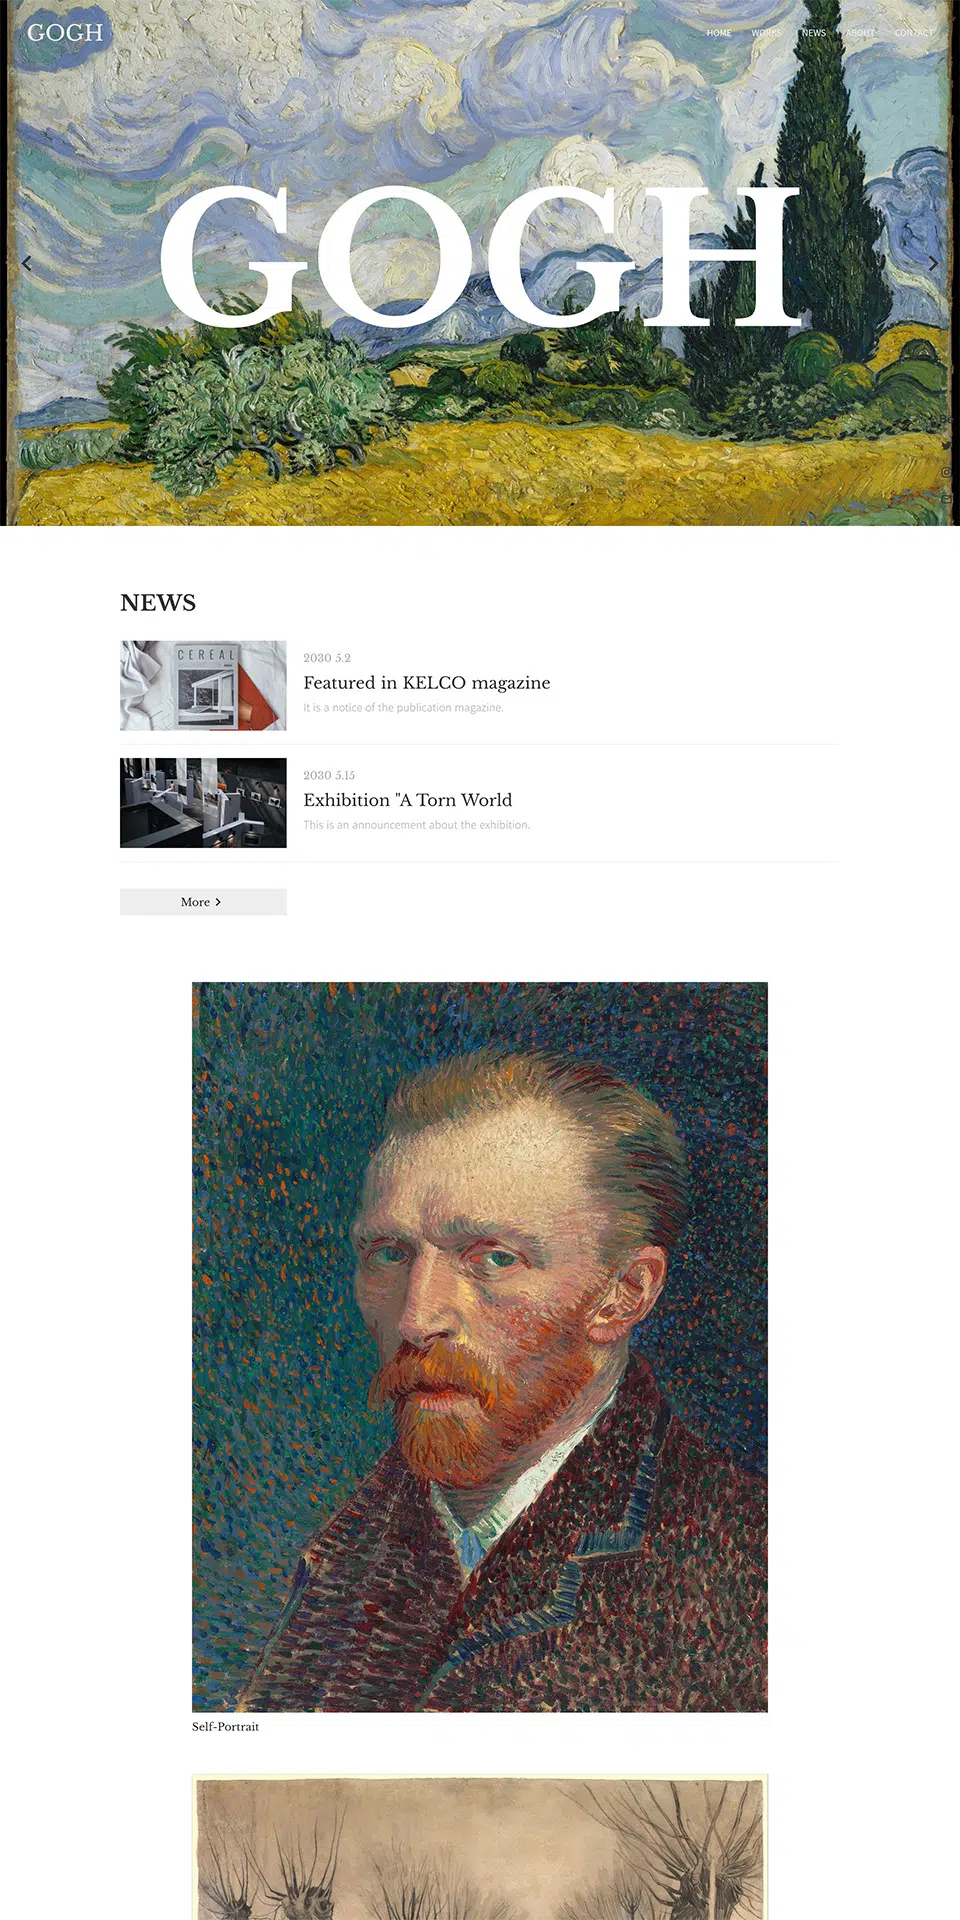 GOGH
HOME WORKS NEWS ABOUT CONTACT
GOGH
NEWS
CEREAL
2030 5.2
Featured in KELCO magazine
It is a notice of the publication magazine.
2030 5.15
Exhibition "A Torn World
This is an announcement about the exhibition.
More
Self-Portrait